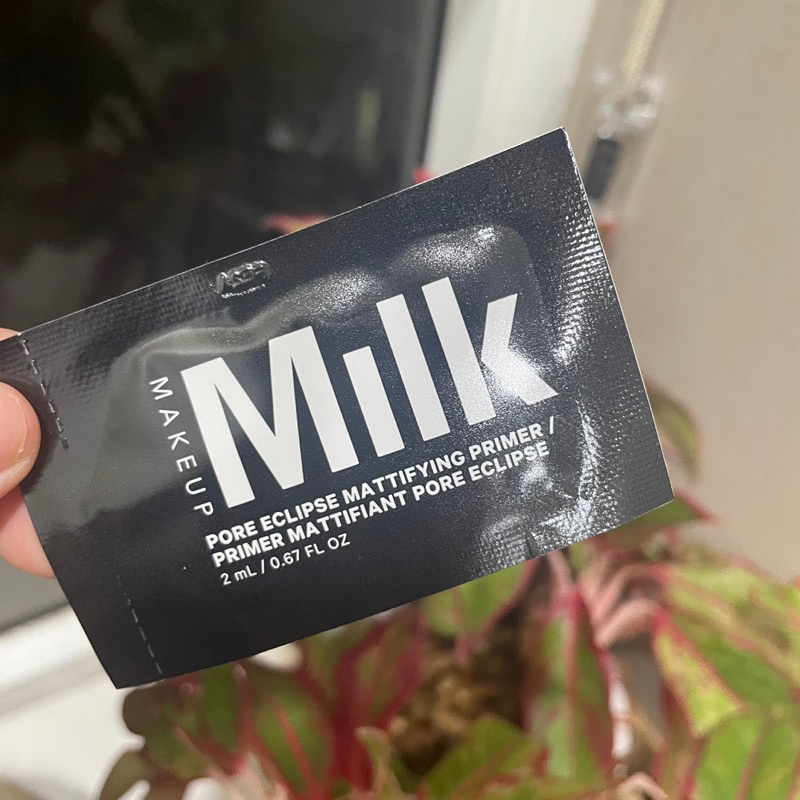 Milk
MAKEUP
PORE ECLIPSE MATTIFYING PRIMER /
PRIMER MATTIFIANT PORE ECLIPSE
2 mL / 0.67 FL OZ